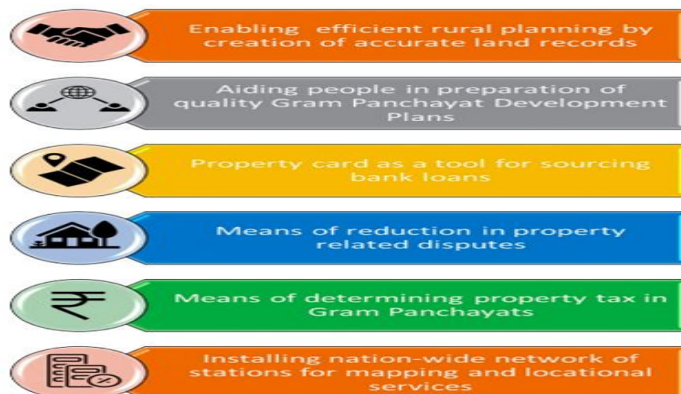 Enabling efficient rural planning by
creation of accurate land records
Aiding people in preparation of
quality Gram Panchayat Development
Plans
Property card as a tool for sourcing
bank loans
Means of reduction in property
related disputes
₹
Means of determining property tax in
Gram Panchayats
Installing nation-wide network of
stations for mapping and locational
services